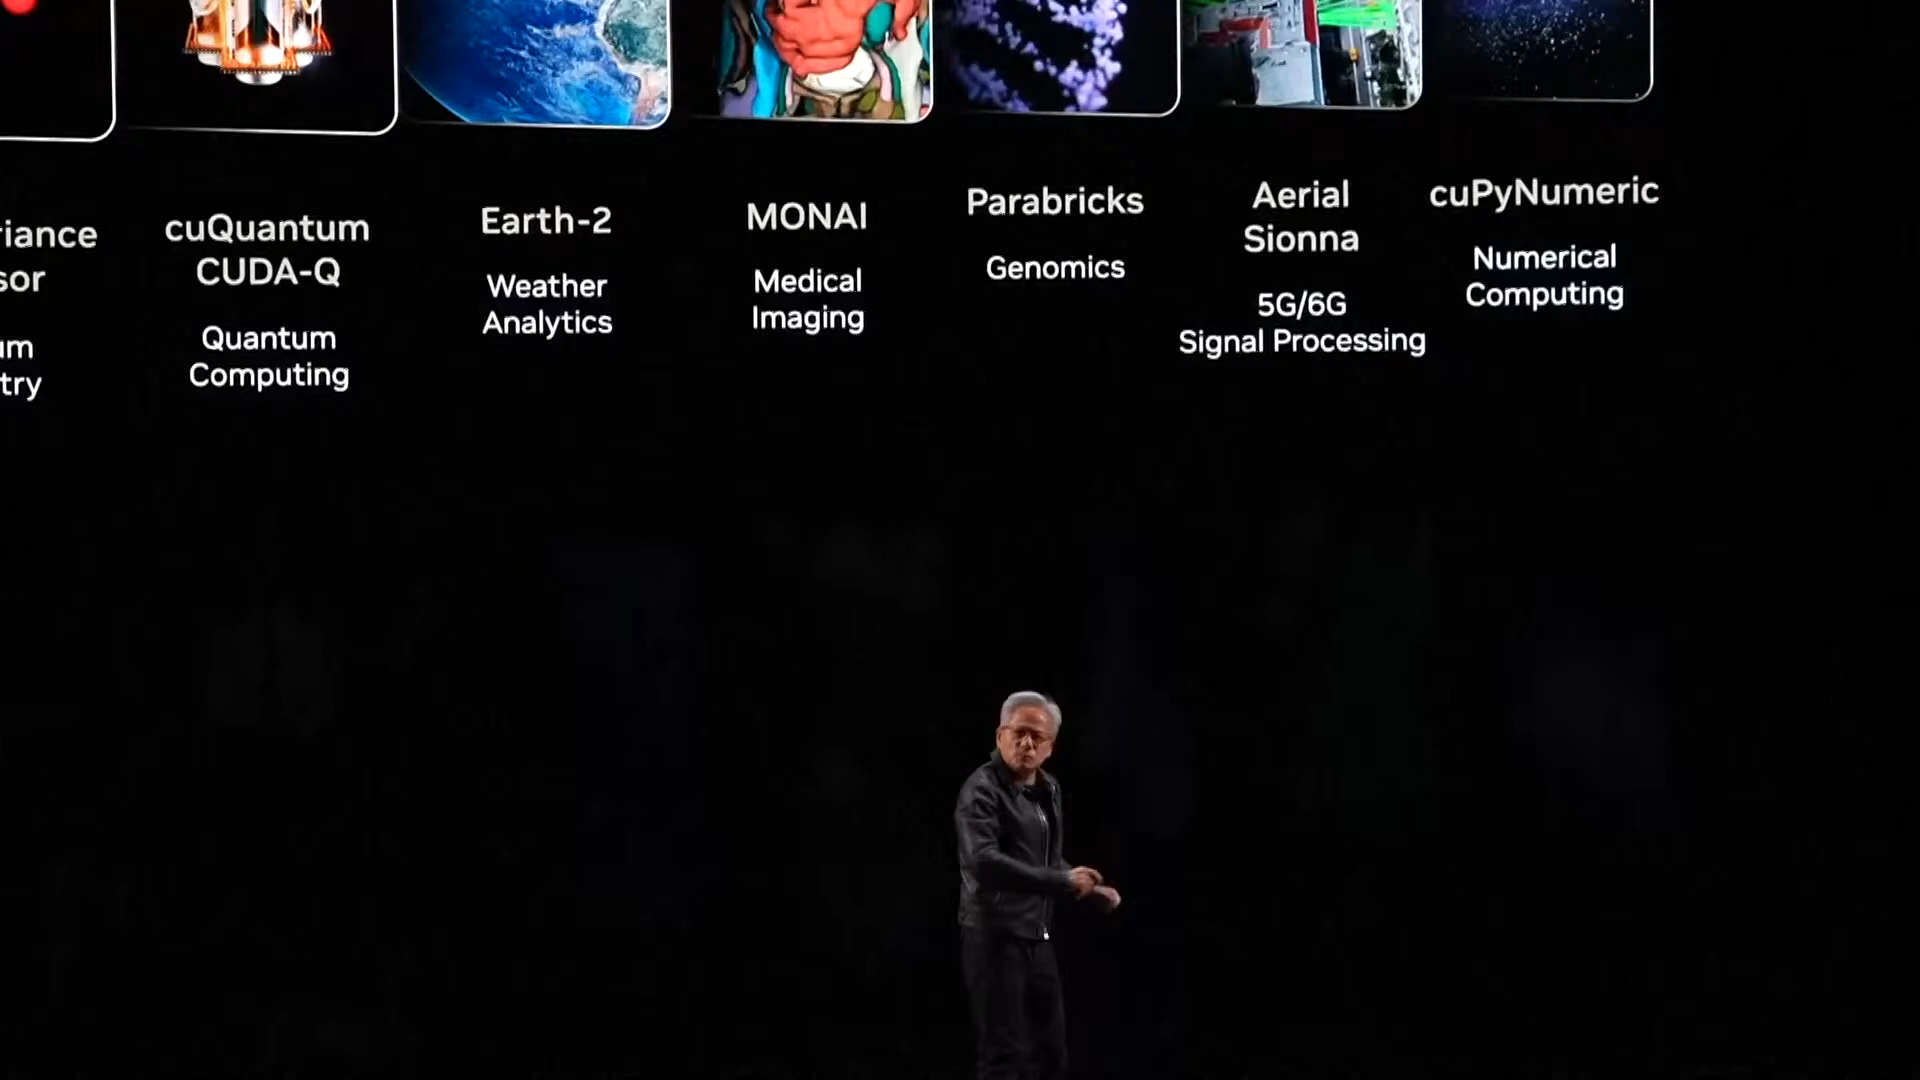 cuQuantum
CUDA-Q
Quantum
Computing
Earth-2
Weather
Analytics
MONAI
Medical
Imaging
Parabricks
Genomics
Aerial
Sionna
5G/6G
Signal Processing
cuPyNumeric
Numerical
Computing